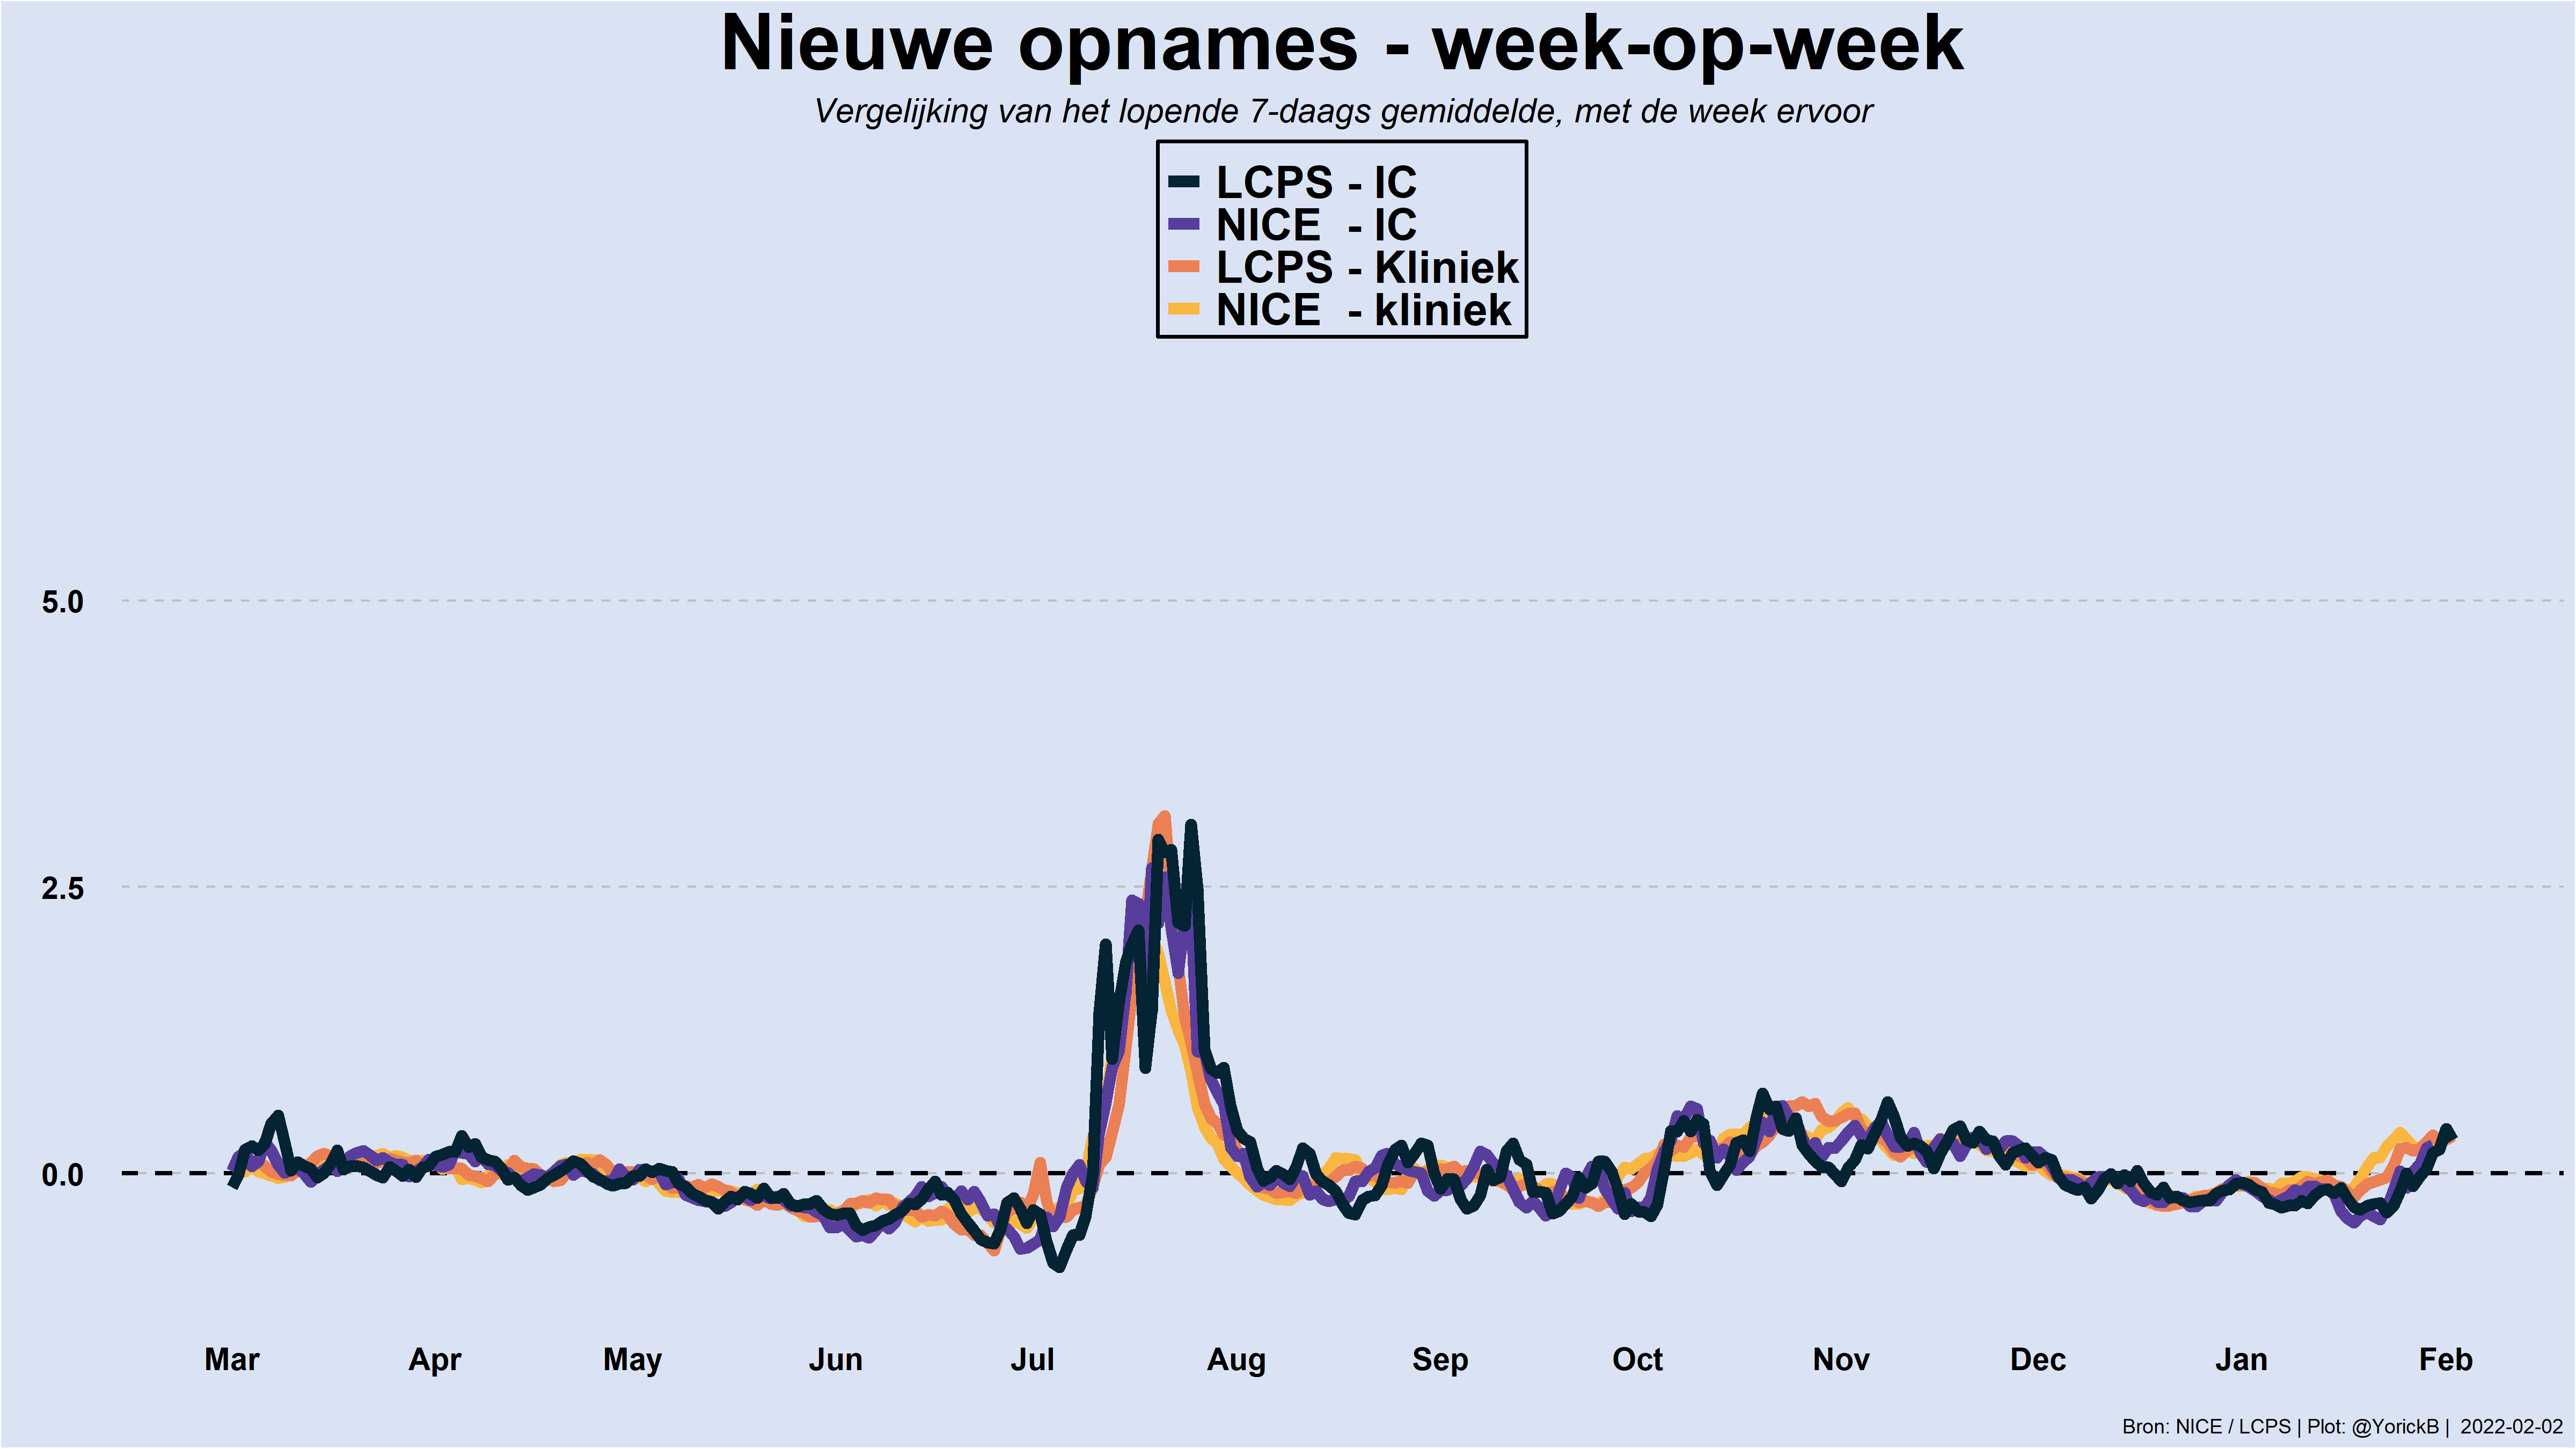 Nieuwe opnames - week-op-week
Vergelijking van het lopende 7-daags gemiddelde, met de week ervoor
LCPS - IC
NICE - IC
LCPS - Kliniek
NICE - kliniek
5.0
2.5
0.0
Mar Apr May Jun Jul Aug Sep Oct Nov Dec Jan Feb
Bron: NICE / LCPS | Plot: @YorickB | 2022-02-02